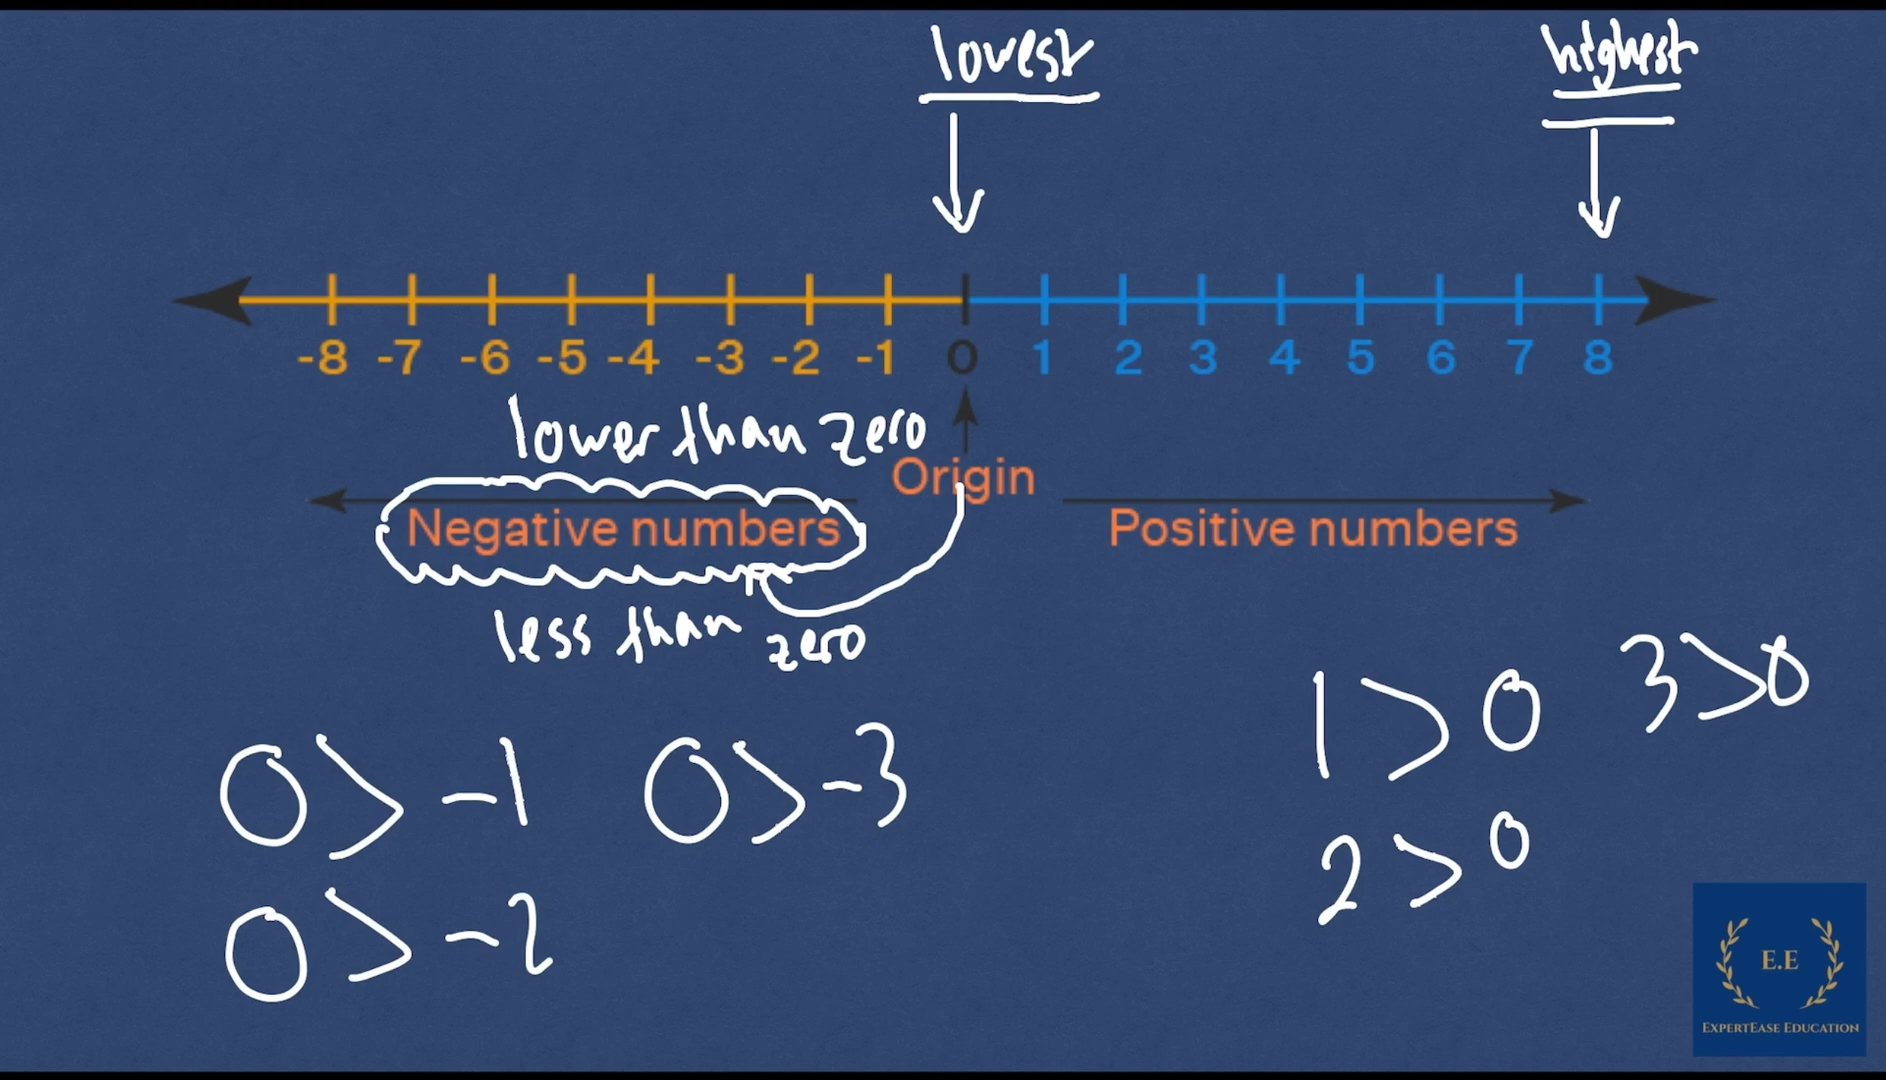 lowest highest
-8 -7 -6 -5 -4 -3 -2 -1 0 1 2 3 4 5 6 7 8
lower than zero
Origin
Negative numbers Positive numbers
less than zero
1 > 0 3 > 0
0 > -1 0 > -3
2 > 0
0 > -2
E.E
EXPERTEASE EDUCATION